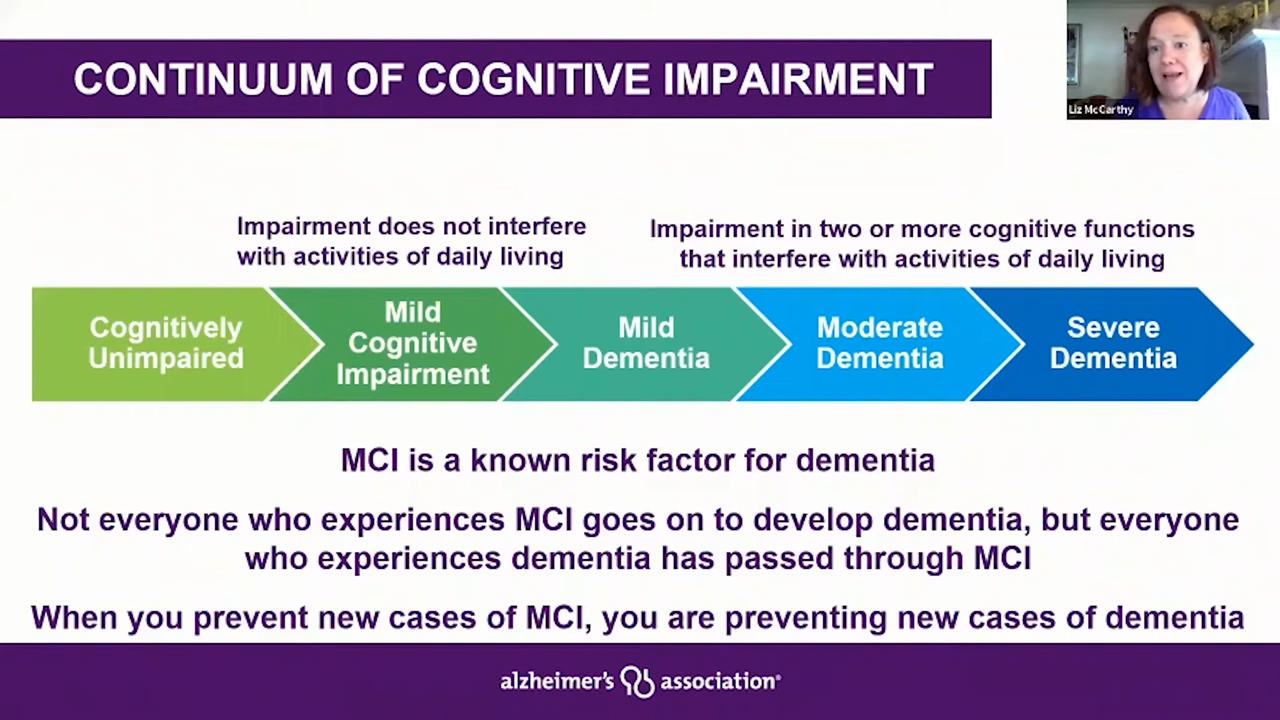 CONTINUUM OF COGNITIVE IMPAIRMENT
Liz McCarthy
Impairment does not interfere
with activities of daily living
Impairment in two or more cognitive functions
that interfere with activities of daily living
Cognitively
Unimpaired
Mild
Cognitive
Impairment
Mild
Dementia
Moderate
Dementia
Severe
Dementia
MCI is a known risk factor for dementia
Not everyone who experiences MCI goes on to develop dementia, but everyone
who experiences dementia has passed through MCI
When you prevent new cases of MCI, you are preventing new cases of dementia
alzheimer's association®